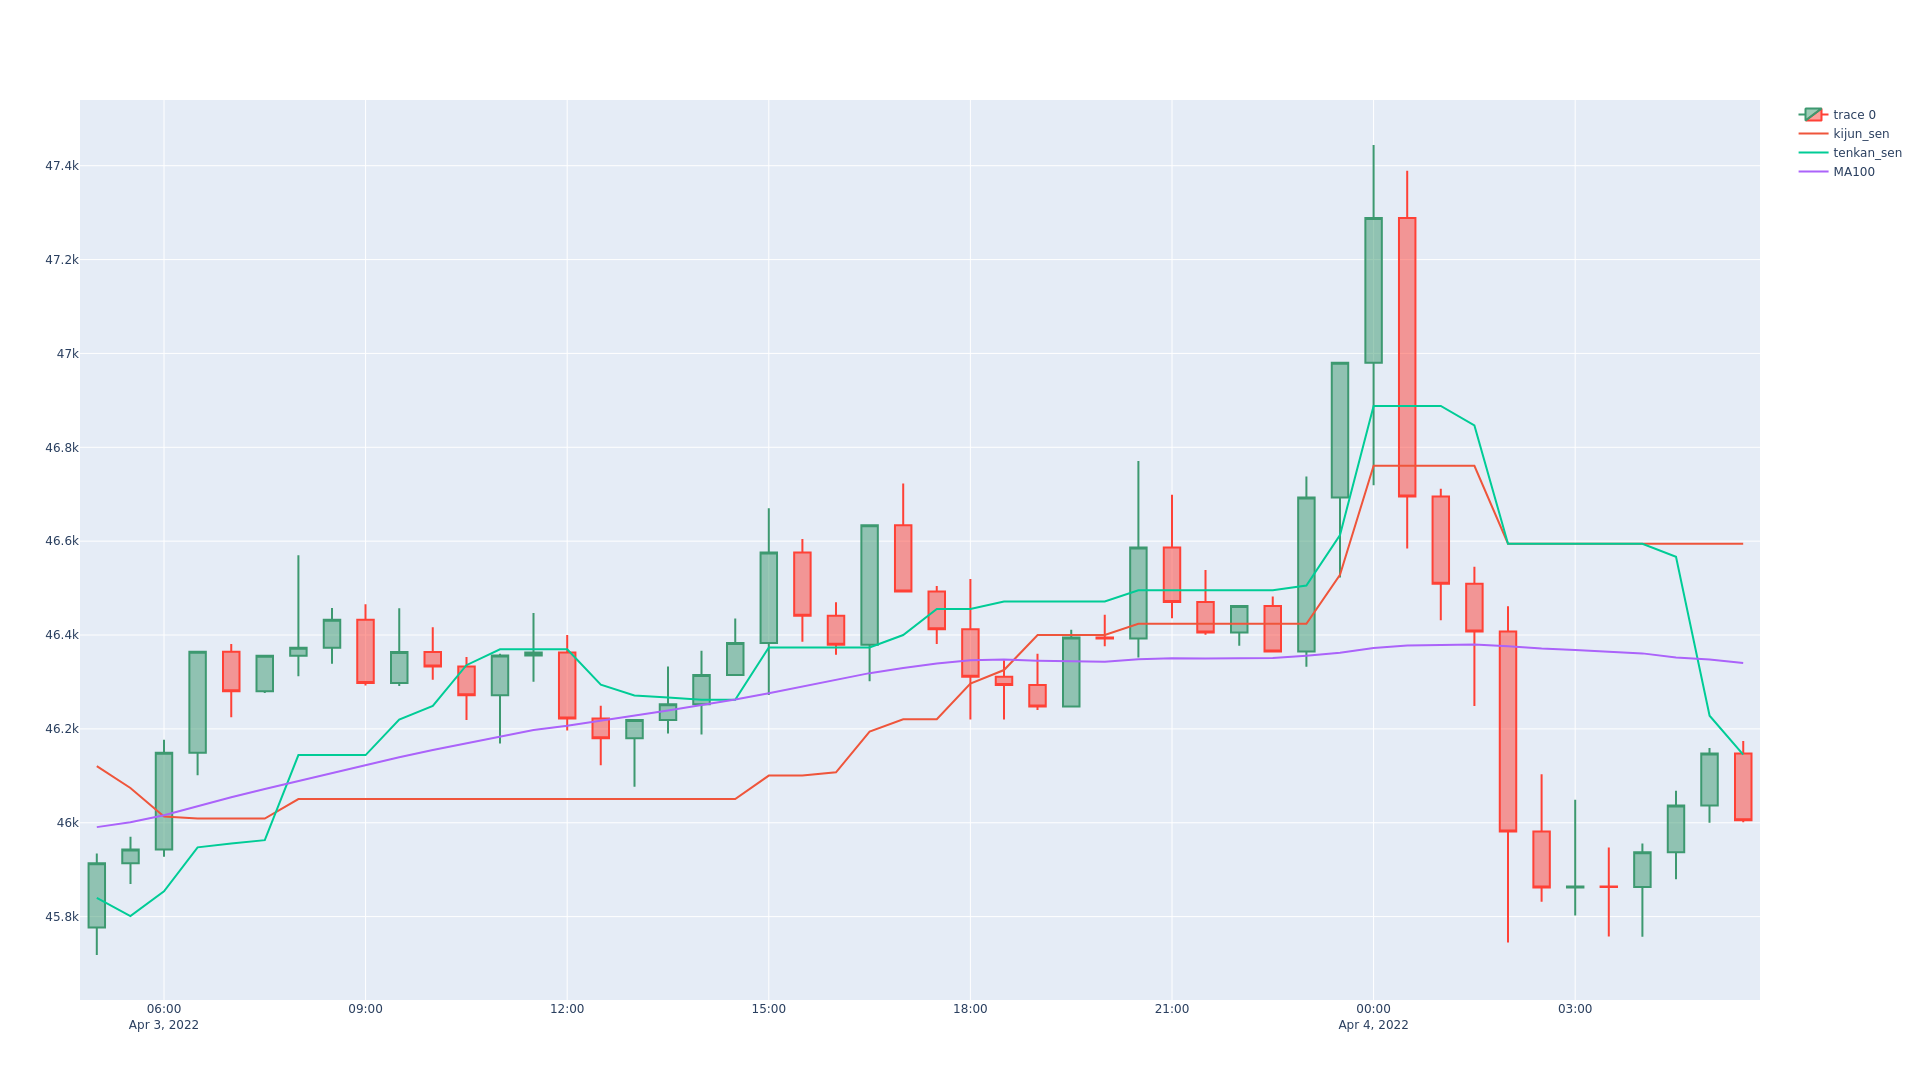 trace 0
kijun_sen
tenkan_sen
MA100
47.4k
47.2k
47k
46.8k
46.6k
46.4k
46.2k
46k
45.8k
06:00 09:00 12:00 15:00 18:00 21:00 00:00 03:00
Apr 3, 2022 Apr 4, 2022